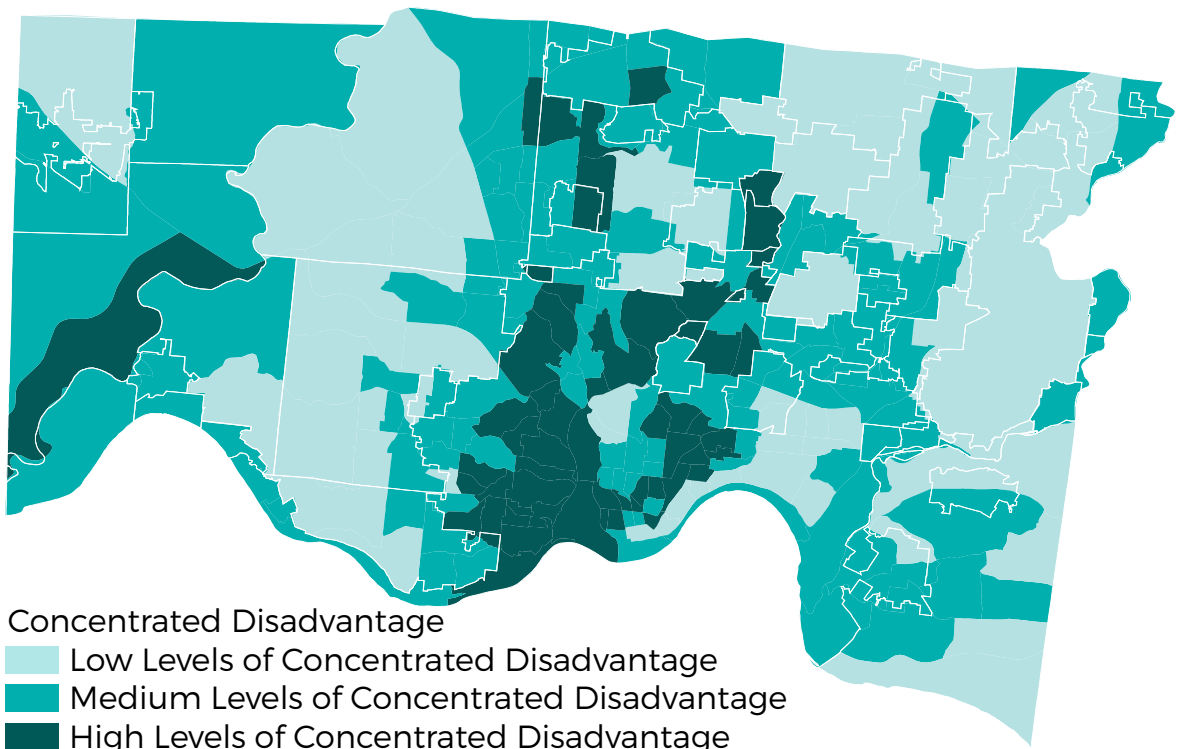 Concentrated Disadvantage
Low Levels of Concentrated Disadvantage
Medium Levels of Concentrated Disadvantage
High Levels of Concentrated Disadvantage